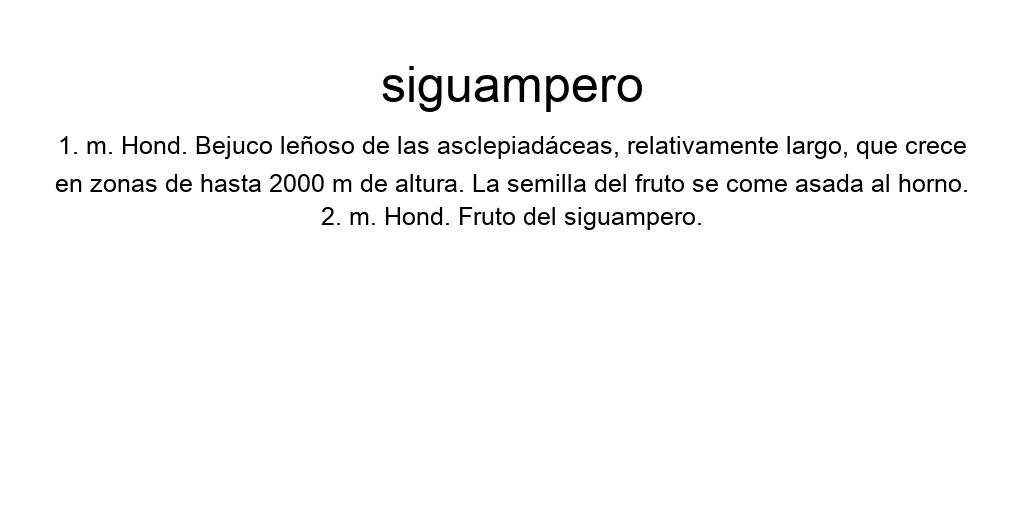 siguampero
1. m. Hond. Bejuco leñoso de las asclepiadáceas, relativamente largo, que crece
en zonas de hasta 2000 m de altura. La semilla del fruto se come asada al horno.
2. m. Hond. Fruto del siguampero.